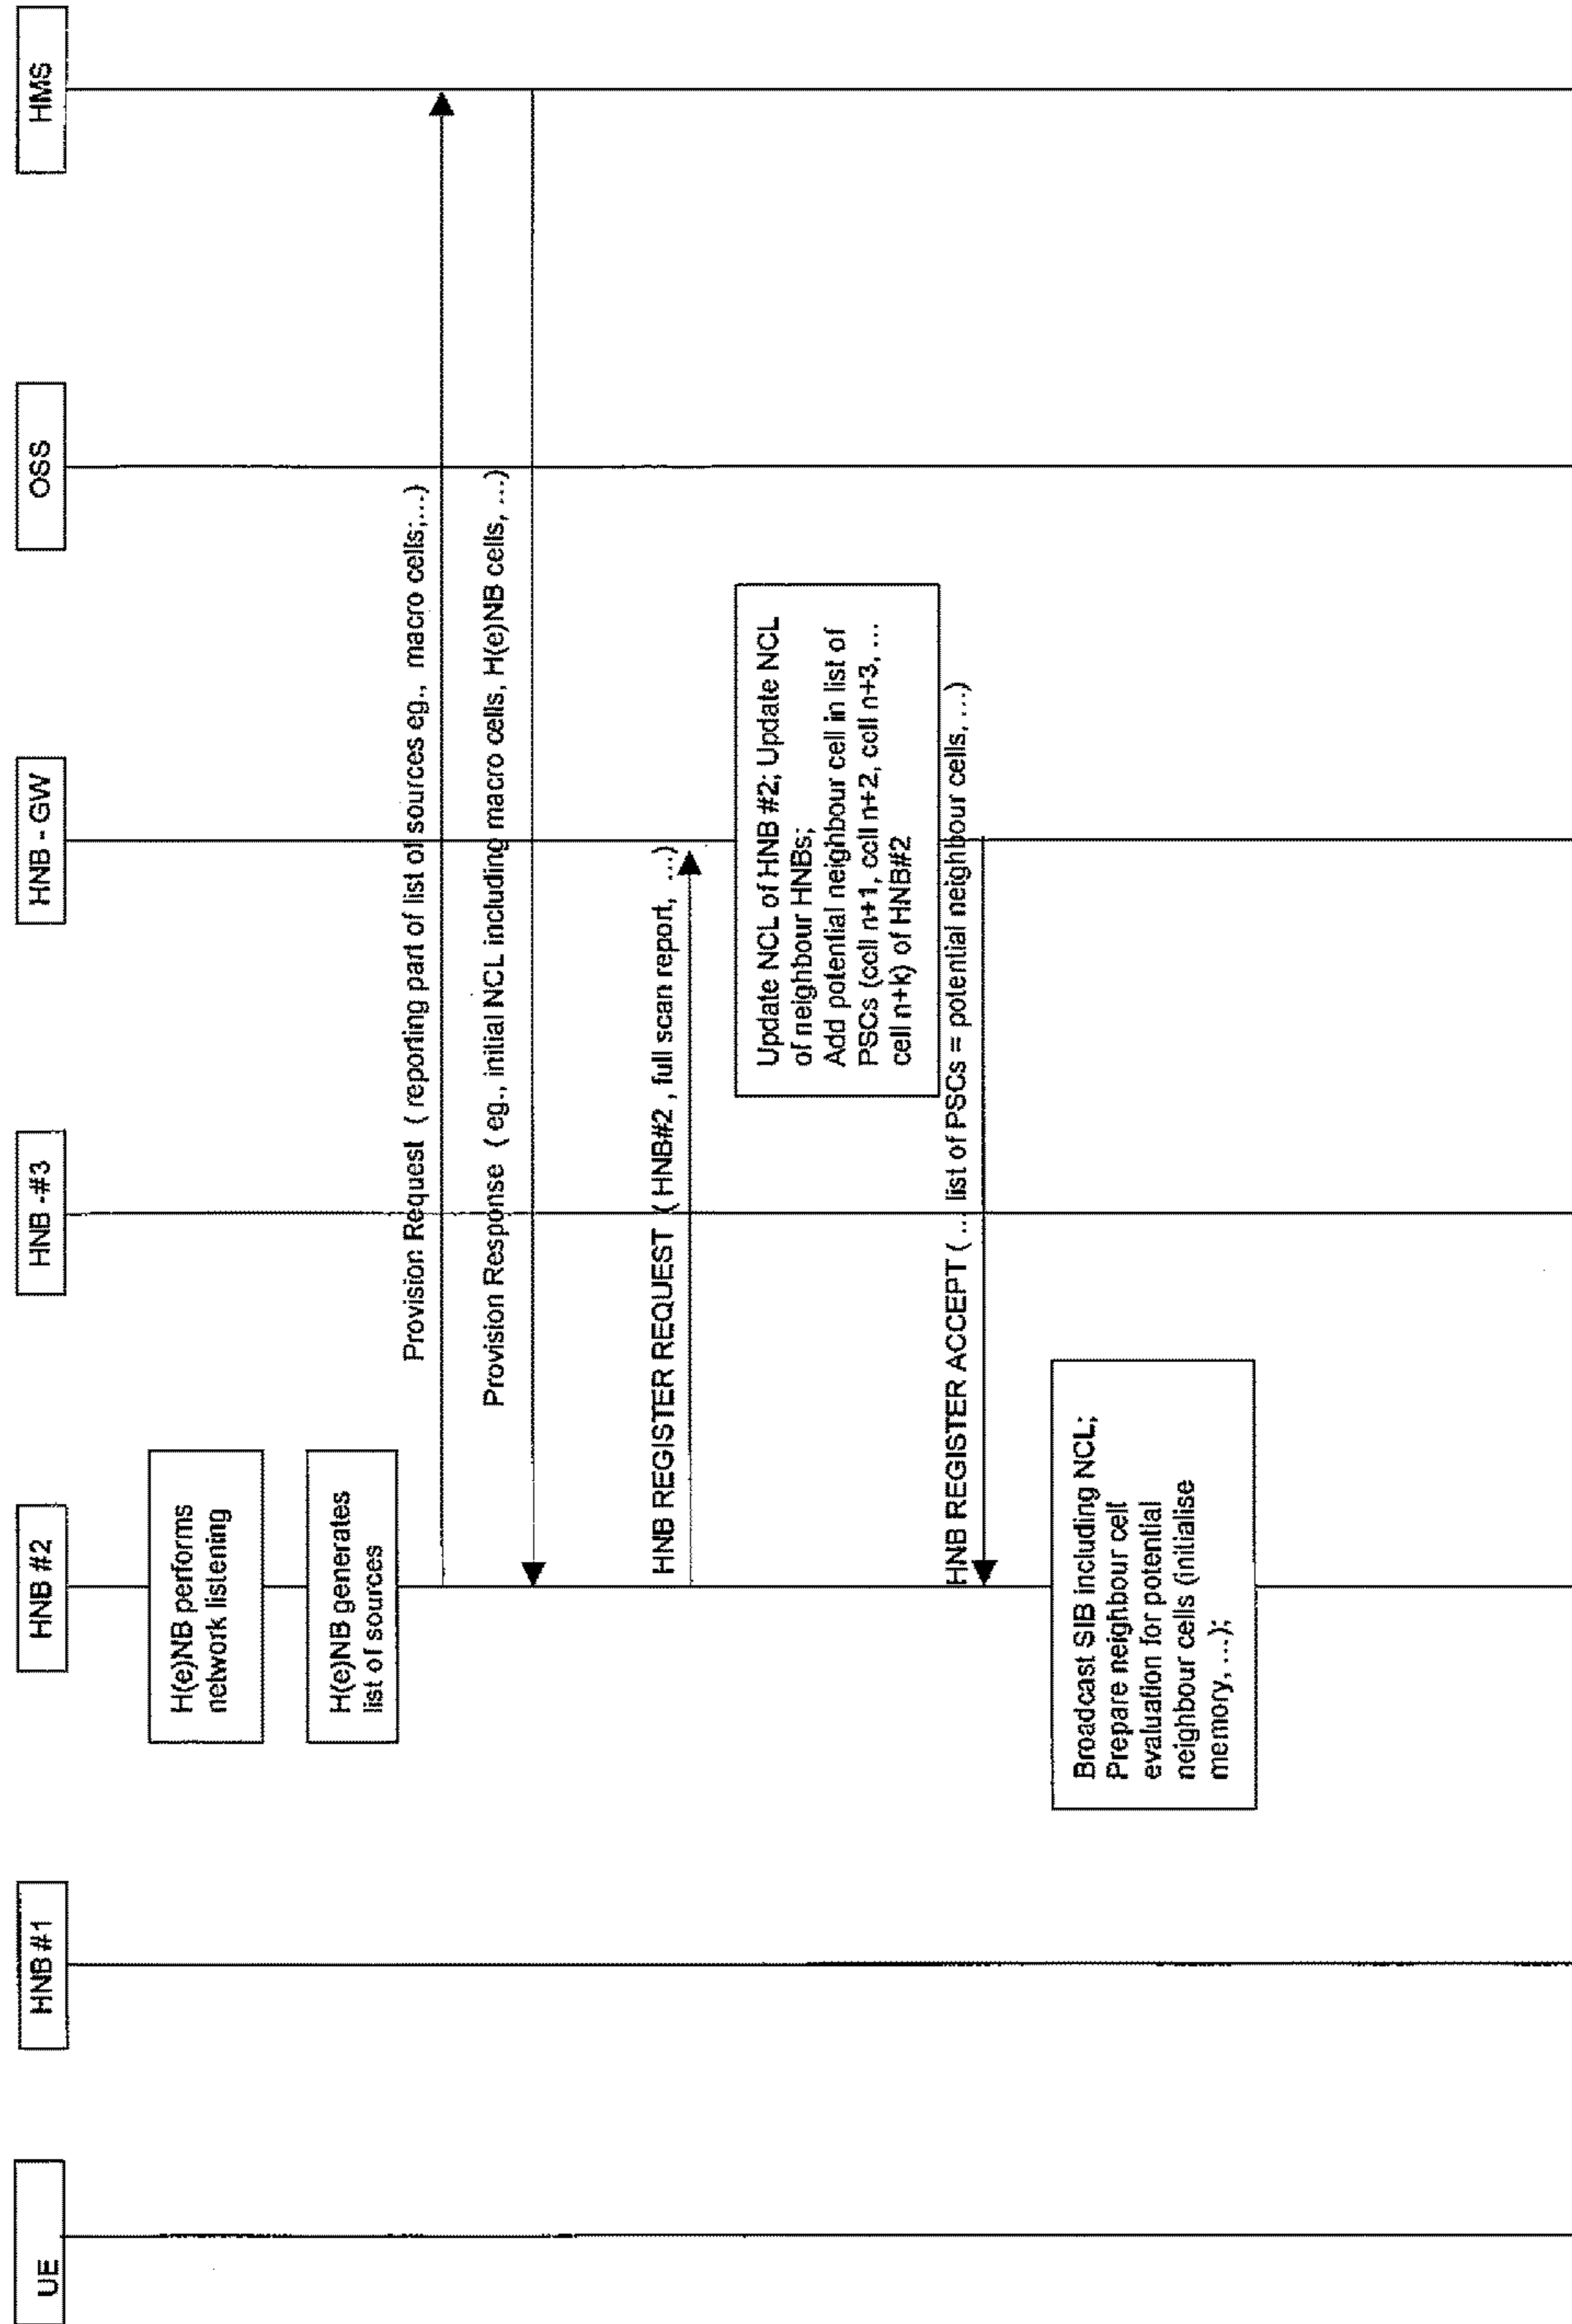 UE
HNB #1
HNB #2
HNB -#3
HNB - GW
OSS
HMS
H(e)NB performs
network listening
H(e)NB generates
list of sources
Provision Request ( reporting part of list of sources eg., macro cells;...)
Provision Response ( eg., initial NCL including macro cells, H(e)NB cells, ...)
HNB REGISTER REQUEST ( HNB#2 , full scan report, ...)
Update NCL of HNB #2; Update NCL
of neighbour HNBs;
Add potential neighbour cell in list of
PSCs (cell n+1, cell n+2, cell n+3, ...
cell n+k) of HNB#2
HNB REGISTER ACCEPT ( ... list of PSCs = potential neighbour cells, ...)
Broadcast SIB including NCL;
Prepare neighbour cell
evaluation for potential
neighbour cells (initialise
memory, ...);